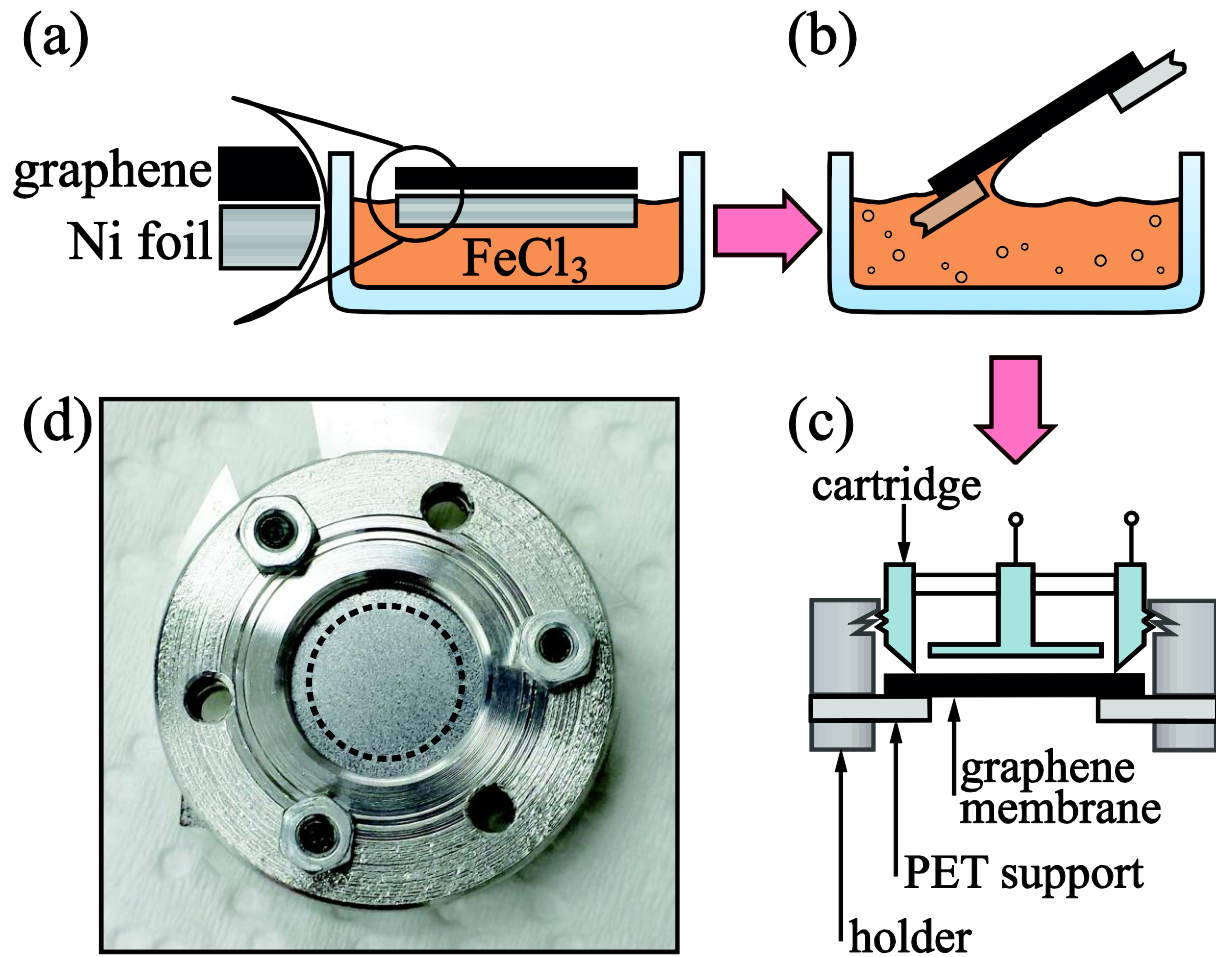 (a)
(b)
graphene
Ni foil
FeCl3
(d)
(c)
cartridge
graphene
membrane
PET support
holder